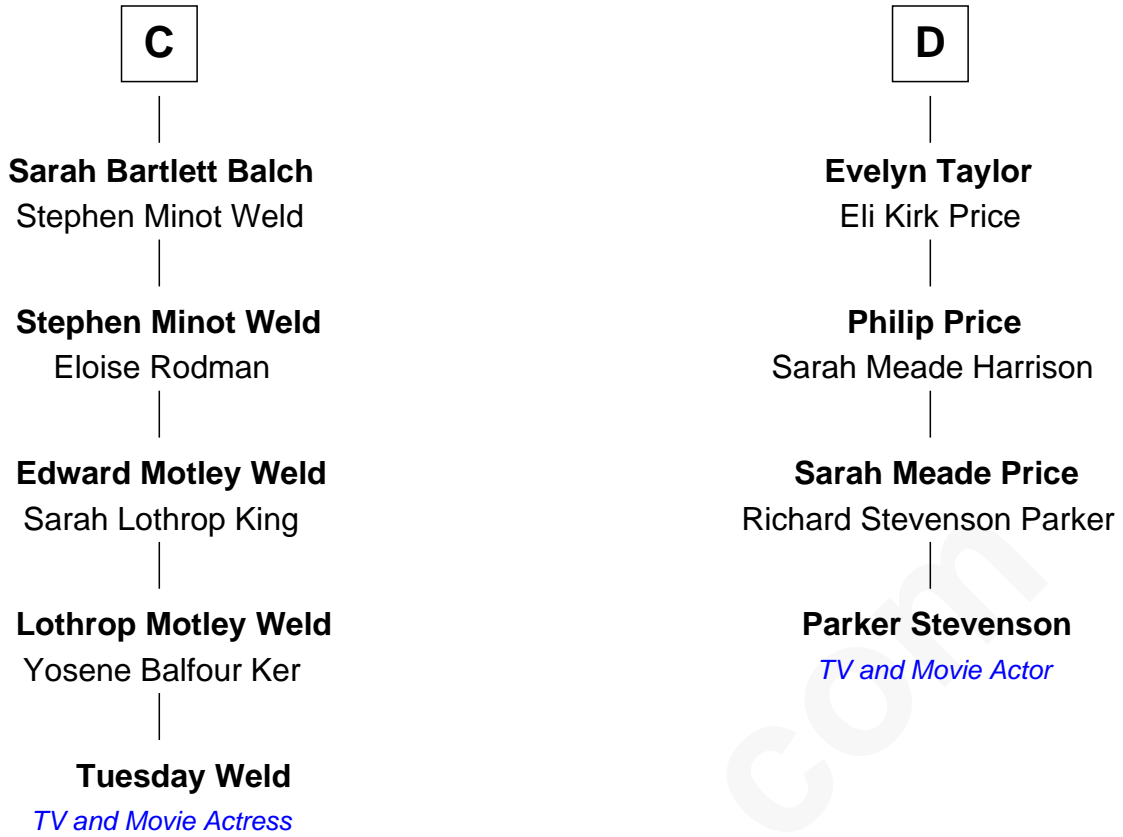 C
Sarah Bartlett Balch
Stephen Minot Weld
Stephen Minot Weld
Eloise Rodman
Edward Motley Weld
Sarah Lothrop King
Lothrop Motley Weld
Yosene Balfour Ker
Tuesday Weld
TV and Movie Actress
D
Evelyn Taylor
Eli Kirk Price
Philip Price
Sarah Meade Harrison
Sarah Meade Price
Richard Stevenson Parker
Parker Stevenson
TV and Movie Actor
com